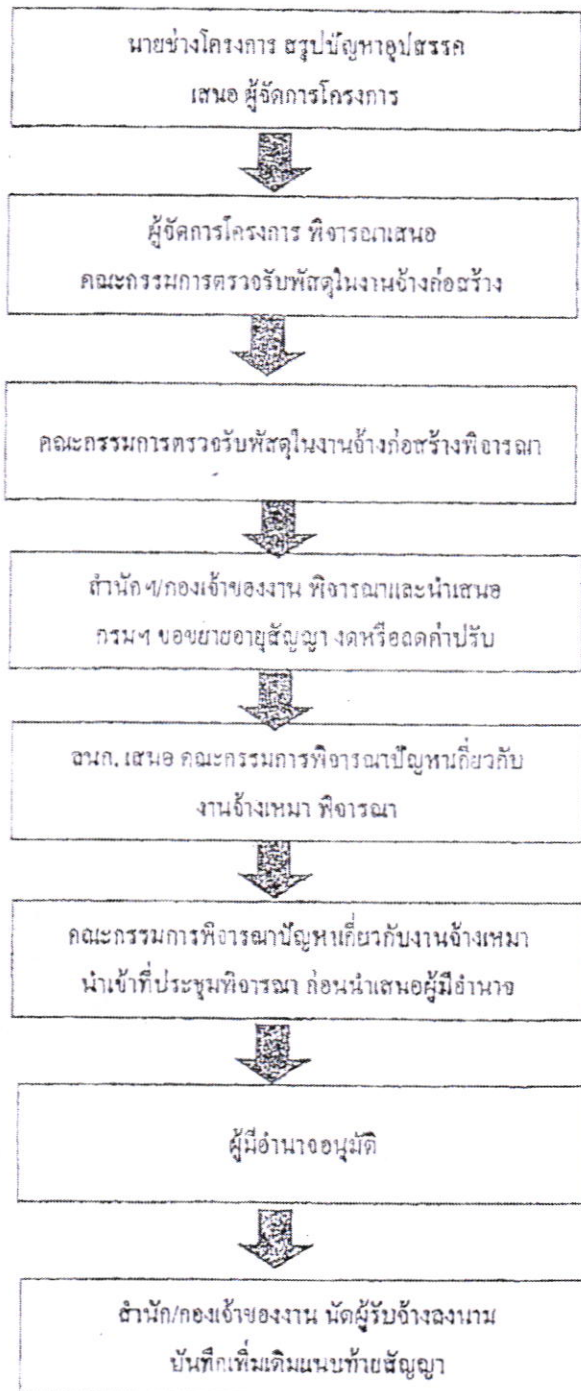 นายช่างโครงการ สรุปปัญหาอุปสรรค
เสนอ ผู้จัดการโครงการ
ผู้จัดการโครงการ พิจารณาเสนอ
คณะกรรมการตรวจรับพัสดุในงานจ้างก่อสร้าง
คณะกรรมการตรวจรับพัสดุในงานจ้างก่อสร้างพิจารณา
สำนักฯ/กองเจ้าของงาน พิจารณาและนำเสนอ
กรมฯ ขอขยายอายุสัญญา งดหรือลดค่าปรับ
ลนก. เสนอ คณะกรรมการพิจารณาปัญหาเกี่ยวกับ
งานจ้างเหมา พิจารณา
คณะกรรมการพิจารณาปัญหาเกี่ยวกับงานจ้างเหมา
นำเข้าที่ประชุมพิจารณา ก่อนนำเสนอผู้มีอำนาจ
ผู้มีอำนาจอนุมัติ
สำนัก/กองเจ้าของงาน นัดผู้รับจ้างลงนาม
บันทึกเพิ่มเติมแนบท้ายสัญญา